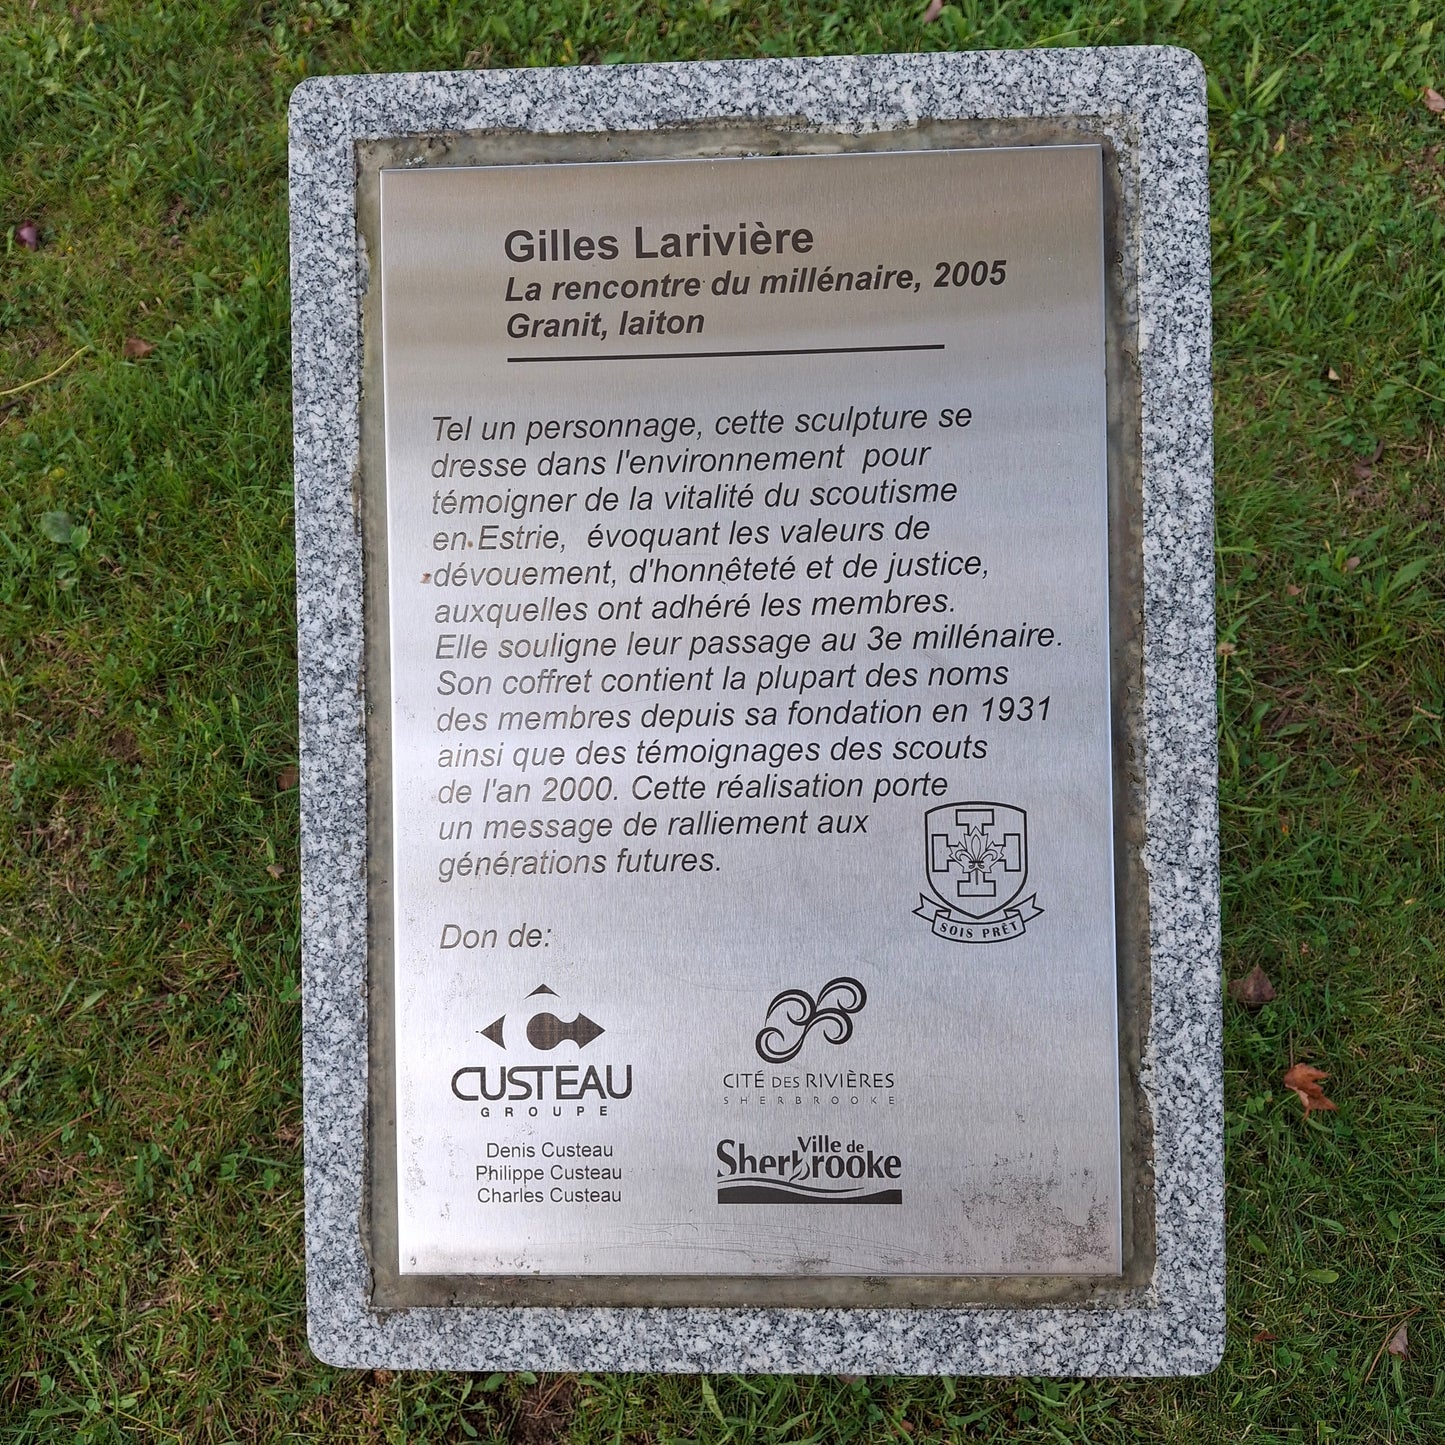 Gilles Larivière
La rencontre du millénaire, 2005
Granit, laiton
Tel un personnage, cette sculpture se
dresse dans l'environnement pour
témoigner de la vitalité du scoutisme
en Estrie, évoquant les valeurs de
dévouement, d'honnêteté et de justice,
auxquelles ont adhéré les membres.
Elle souligne leur passage au 3e millénaire.
Son coffret contient la plupart des noms
des membres depuis sa fondation en 1931
ainsi que des témoignages des scouts
de l'an 2000. Cette réalisation porte
un message de ralliement aux
générations futures.
SOIS PRÊT
Don de:
CUSTEAU
GROUPE
Denis Custeau
Philippe Custeau
Charles Custeau
CITÉ DES RIVIÈRES
SHERBROOKE
Ville de
Sherbrooke